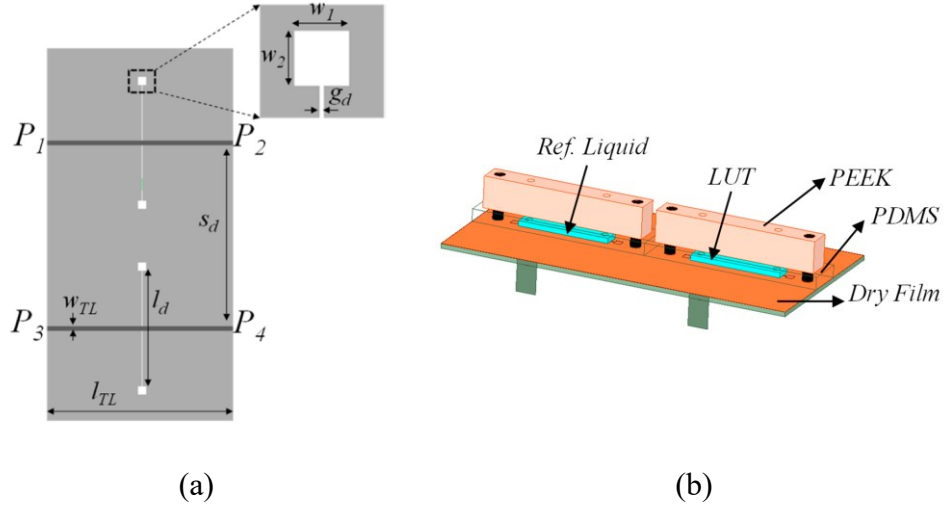 w1
w2
gd
P1
P2
sd
ld
wTL
P3
P4
lTL
(a)
Ref. Liquid
LUT
PEEK
PDMS
Dry Film
(b)